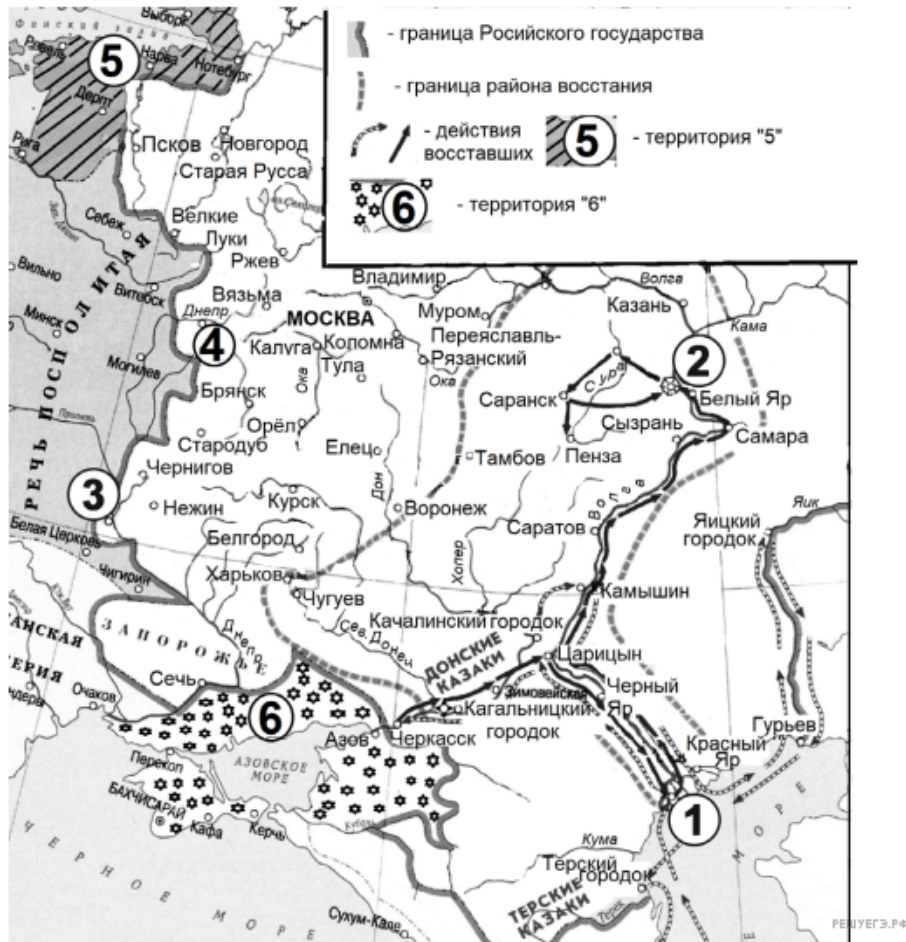 - граница Росийского государства
- граница района восстания
- действия
восставших
5
- территория "5"
6
- территория "6"
Выборг
Финский залив
Ревель
5
Нарва
Нотебург
Дерпт
Рига
Псков
Новгород
Старая Русса
Себеж
Велкие
Луки
Ржев
Вильно
Витебск
Вязьма
Владимир
Волга
Казань
Кама
Минск
Днепр
4
МОСКВА
Муром
Переяславль-
Рязанский
Калуга
Коломна
Тула
Ока
Ока
Могилев
РЕЧЬ ПОСПОЛИТАЯ
Брянск
Сура
2
Саранск
Белый Яр
Сызрань
Самара
Пенза
Стародуб
Орёл
Елец
Дон
Тамбов
Чернигов
3
Нежин
Курск
Воронеж
Волга
Саратов
Яик
Яицкий
городок
Белая Церковь
Белгород
Хопер
Чигирин
Харьков
Чугуев
Камышин
ЗАПОРОЖЬЕ
Днепр
Сев. Донец
Качалинский городок
ДОНСКИЕ
КАЗАКИ
Царицын
Сечь
Зимовейская
Черный
Яр
Очаков
6
Кагальницкий
городок
Азов
Черкасск
Гурьев
Красный
Яр
Перекоп
АЗОВСКОЕ
МОРЕ
1
БАХЧИСАРАЙ
Кафа
Керчь
Кубань
Кума
МОРЕ
Терский
городок
ЧЕРНОЕ МОРЕ
ТЕРСКИЕ
КАЗАКИ
Терек
Сухум-Кале
РЕШУЕГЭ.РФ